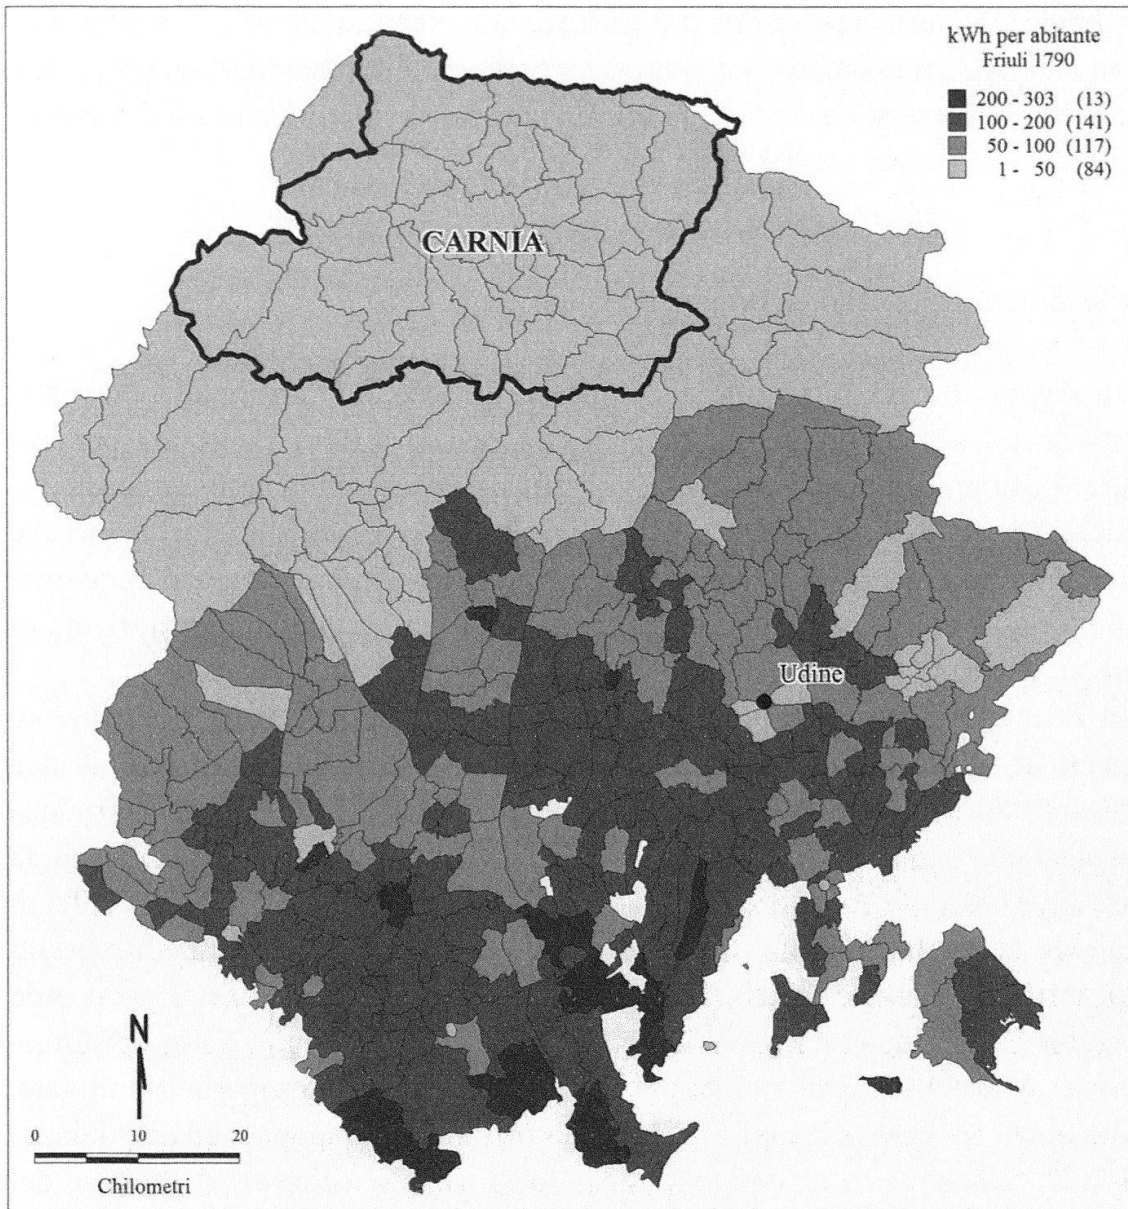 kWh per abitante
Friuli 1790
200 - 303 (13)
100 - 200 (141)
50 - 100 (117)
1 - 50 (84)
CARNIA
Udine
N
0 10 20
Chilometri